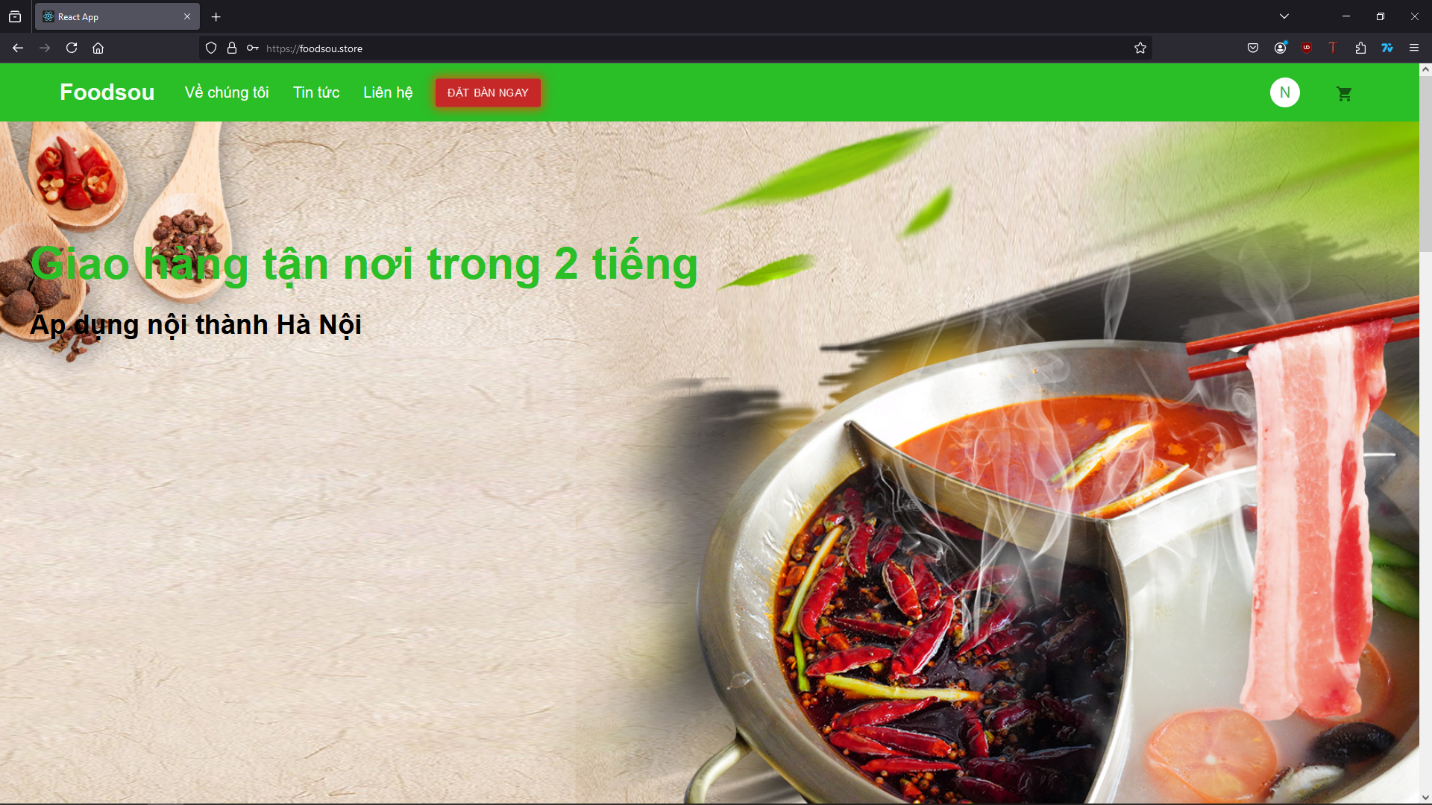 React App
https://foodsou.store
UD
Foodsou
Về chúng tôi
Tin tức
Liên hệ
ĐẶT BÀN NGAY
N
Giao hàng tận nơi trong 2 tiếng
Áp dụng nội thành Hà Nội